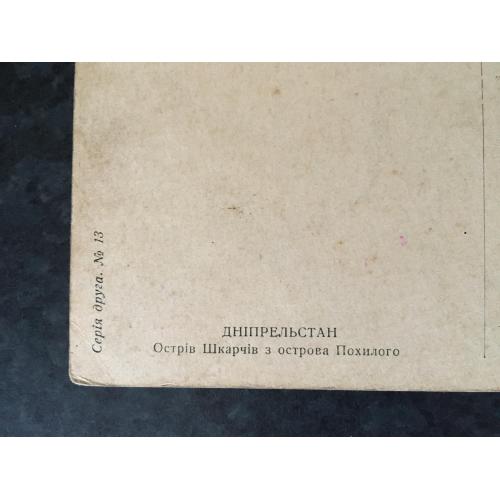 Серія друга. № 13
ДНІПРЕЛЬСТАН
Острів Шкарчів з острова Похилого